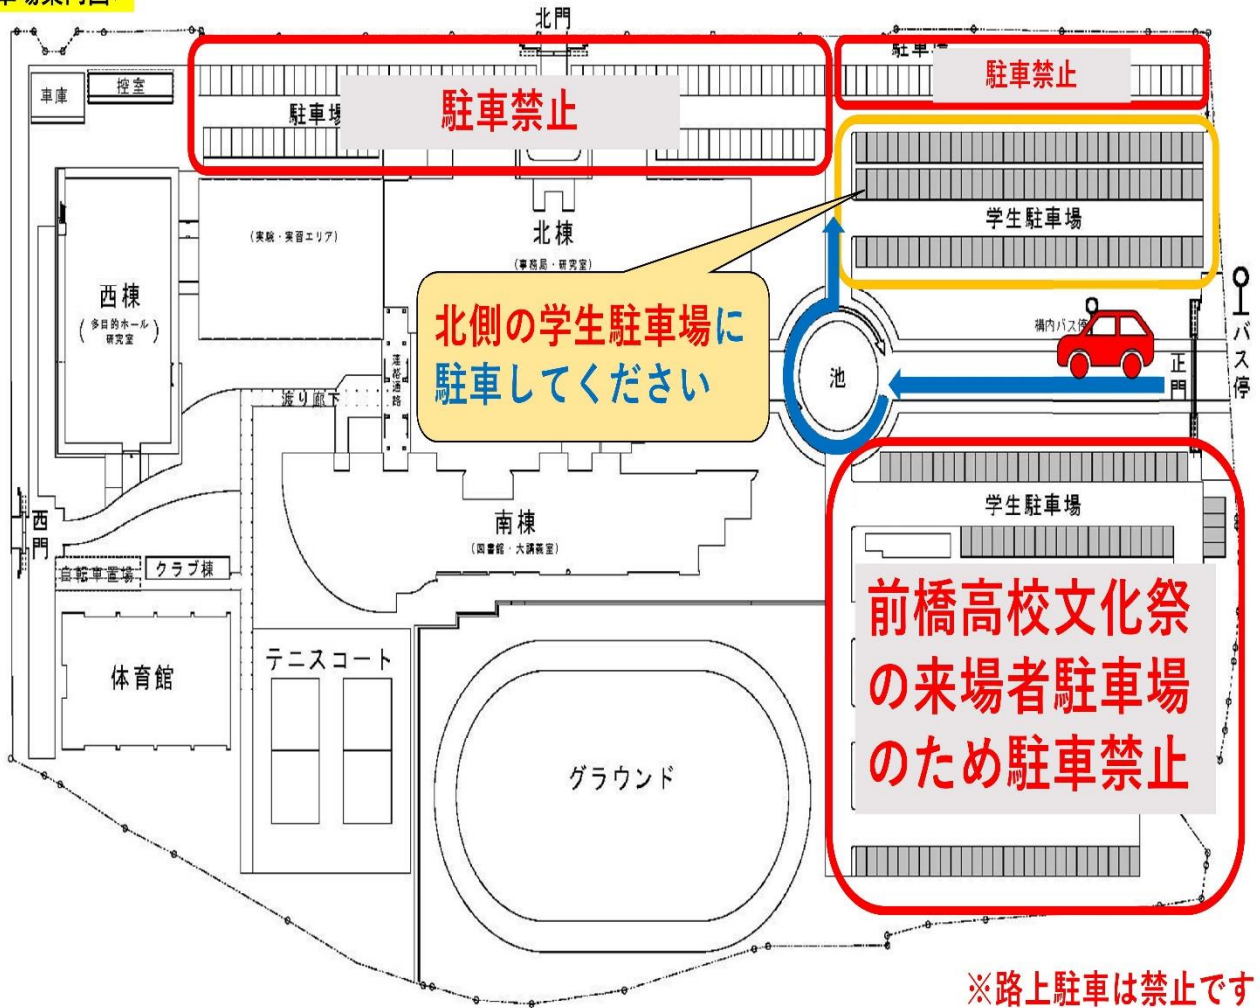 車場案内図
北門
駐車場
駐車禁止
車庫
控室
駐車禁止
駐車場
学生駐車場
(実験・実習エリア)
北棟
(事務局・研究室)
西棟
(多目的ホール)
研究室
北側の学生駐車場に
駐車してください
連絡通路
渡り廊下
池
構内バス停
正門
バス停
学生駐車場
南棟
(図書館・大講義室)
西門
自転車置場
クラブ棟
体育館
テニスコート
グラウンド
前橋高校文化祭
の来場者駐車場
のため駐車禁止
※路上駐車は禁止です